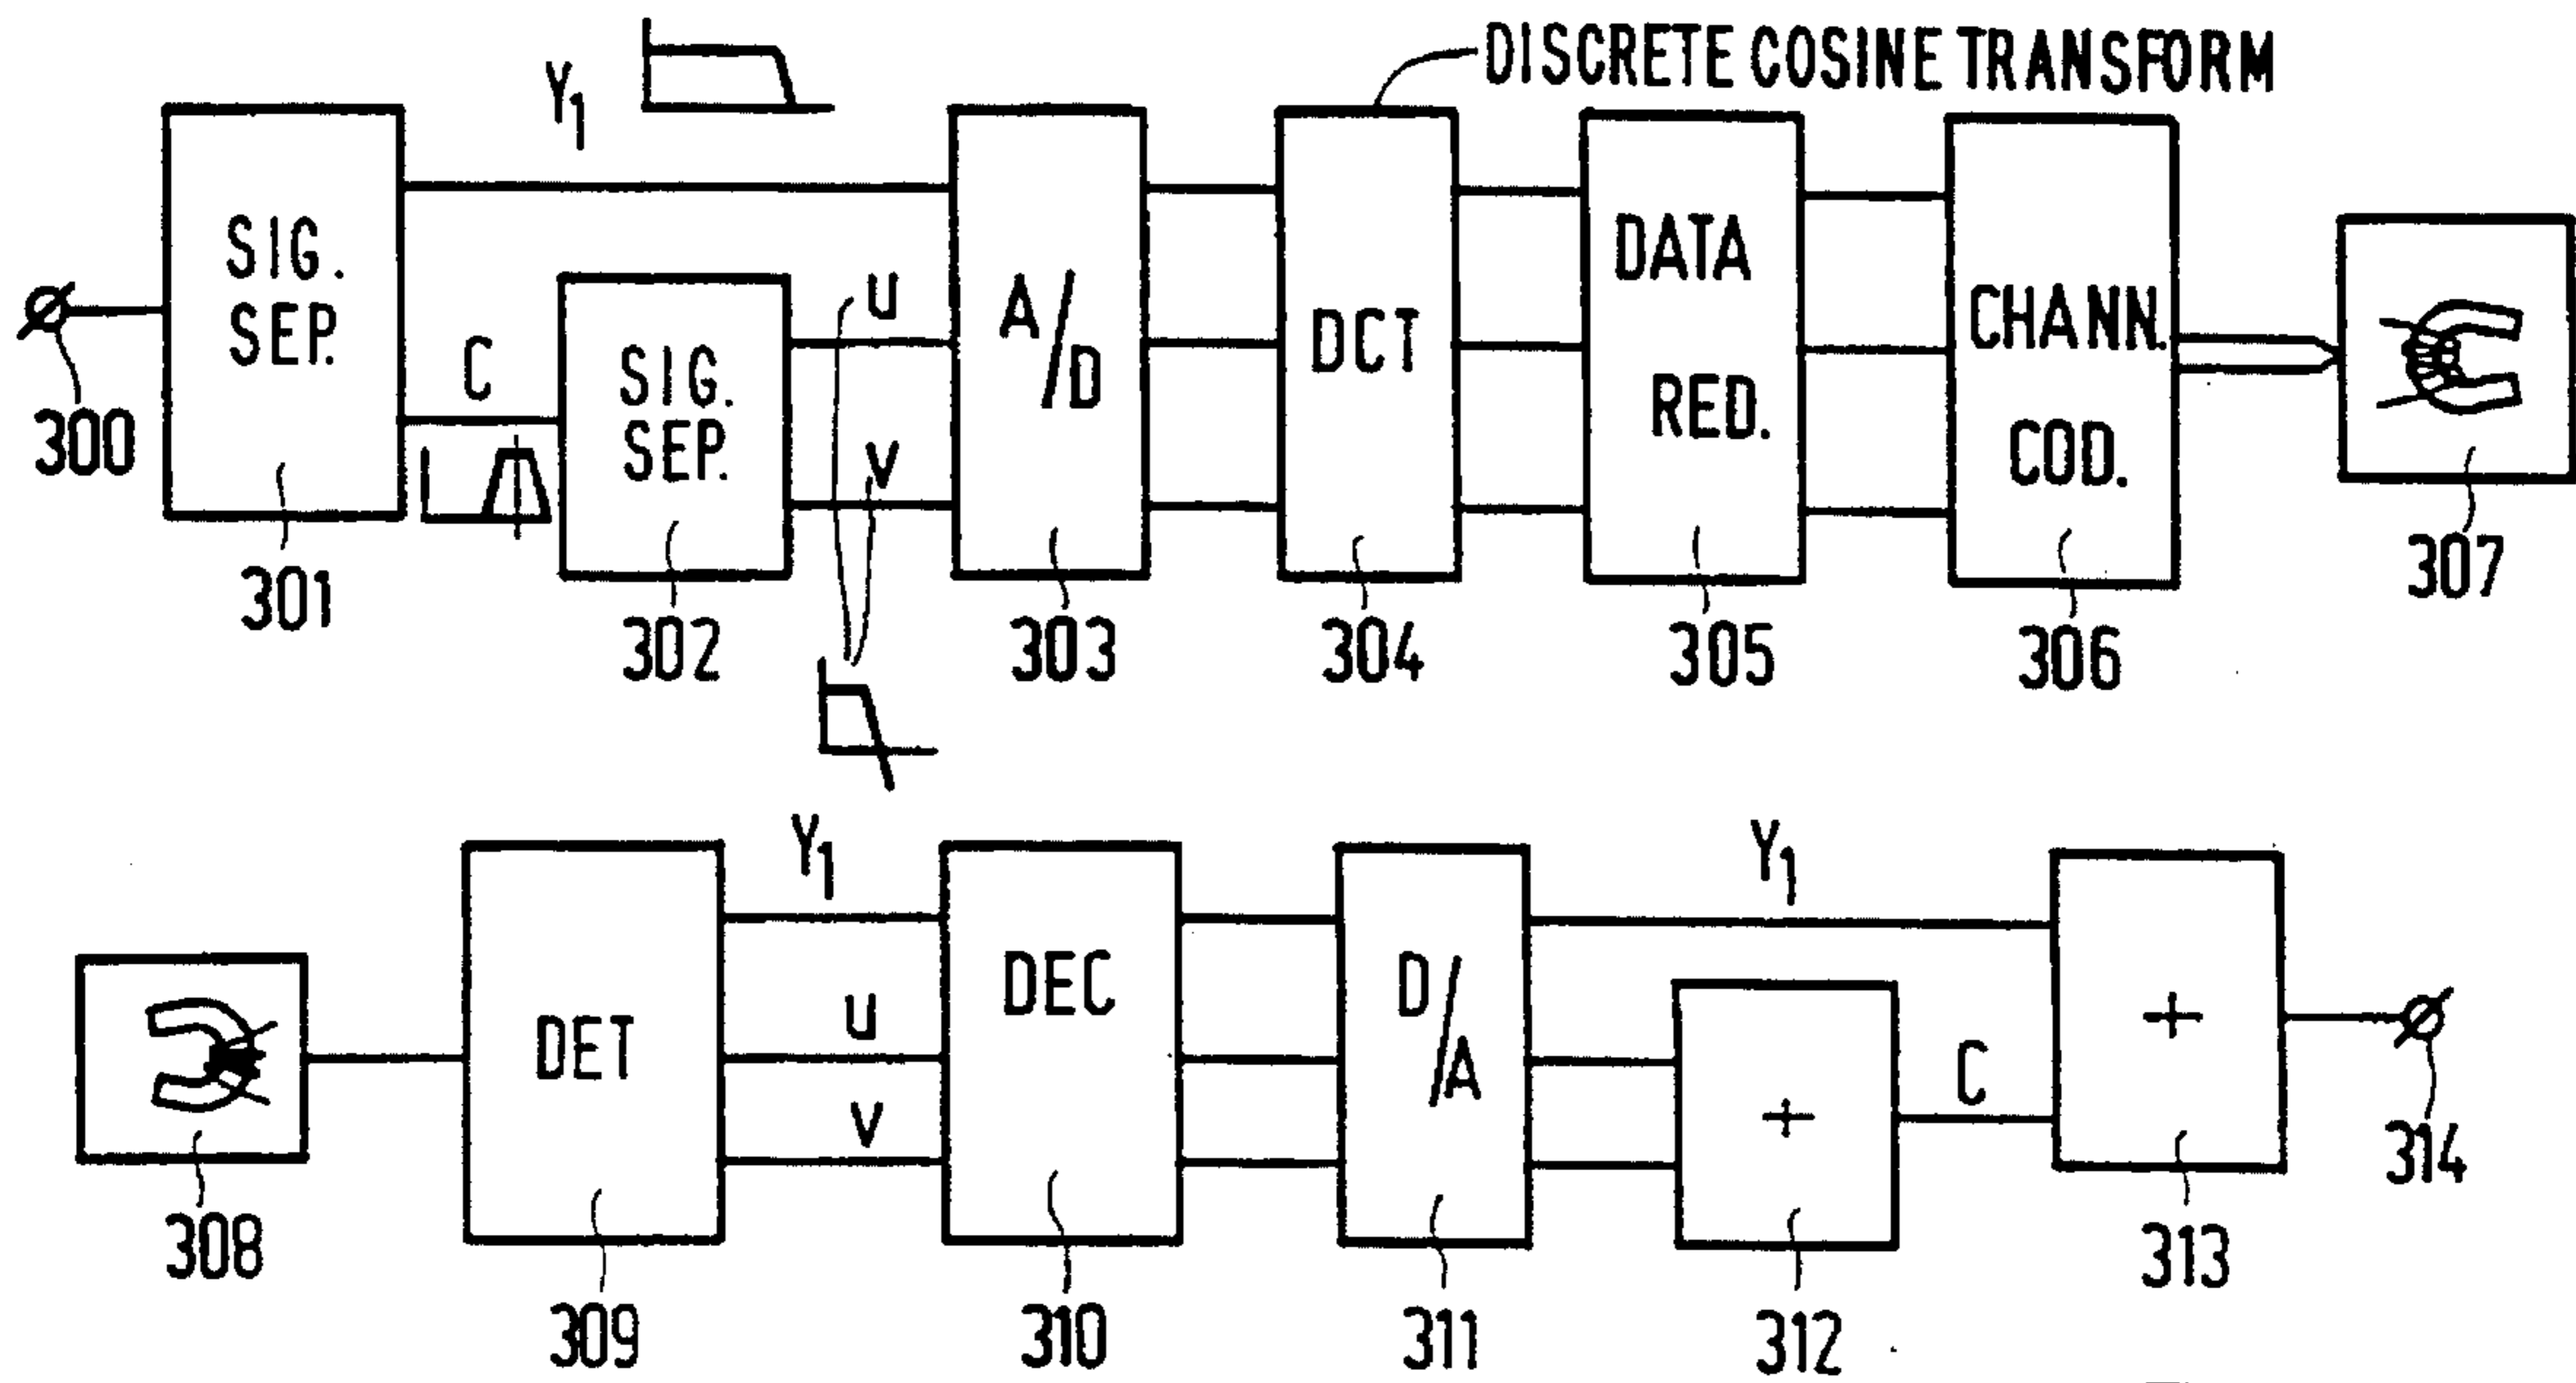 DISCRETE COSINE TRANSFORM
Y1
SIG.
SEP.
C
SIG.
SEP.
u
v
A/D
DCT
DATA
RED.
CHANN.
COD.
300
301
302
303
304
305
306
307
Y1
u
v
DET
DEC
D/A
Y1
+
C
+
308
309
310
311
312
313
314